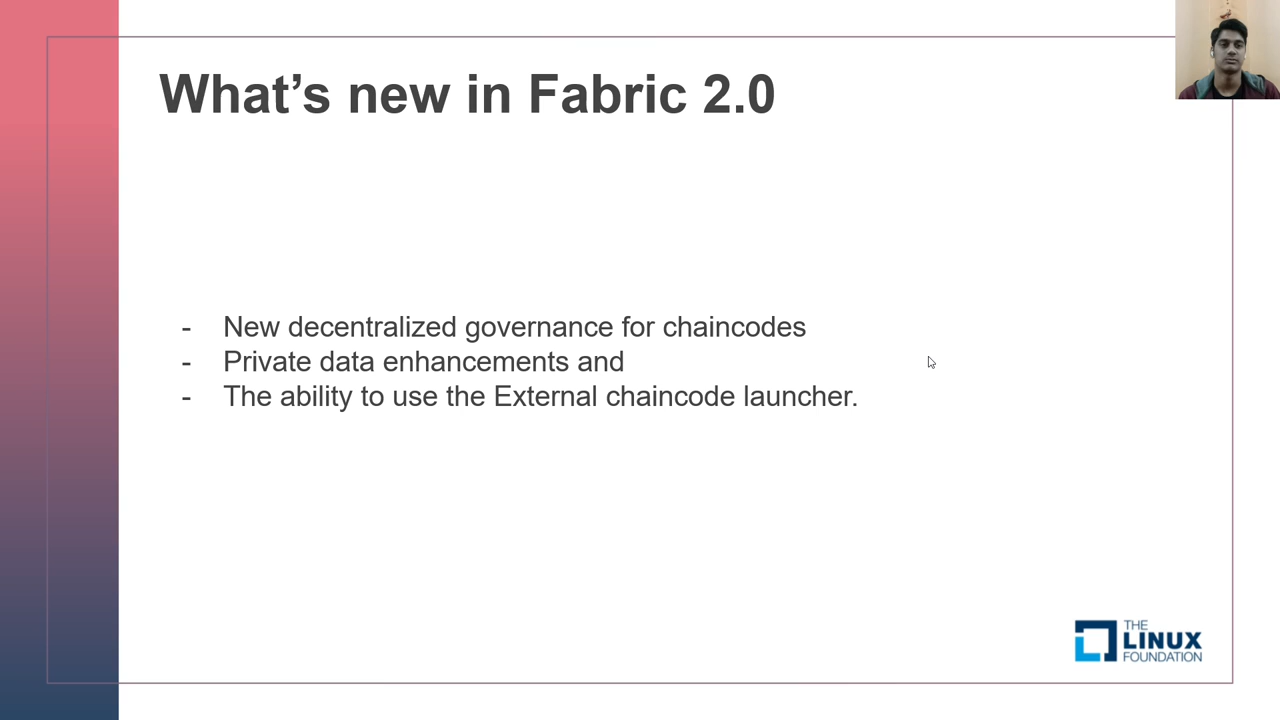 What’s new in Fabric 2.0
- New decentralized governance for chaincodes
- Private data enhancements and
- The ability to use the External chaincode launcher.
THE
LINUX
FOUNDATION